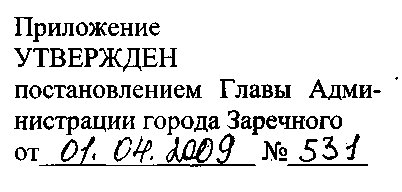 Приложение
УТВЕРЖДЕН
постановлением Главы Адми-
нистрации города Заречного
от 01. 04. 2009 № 531